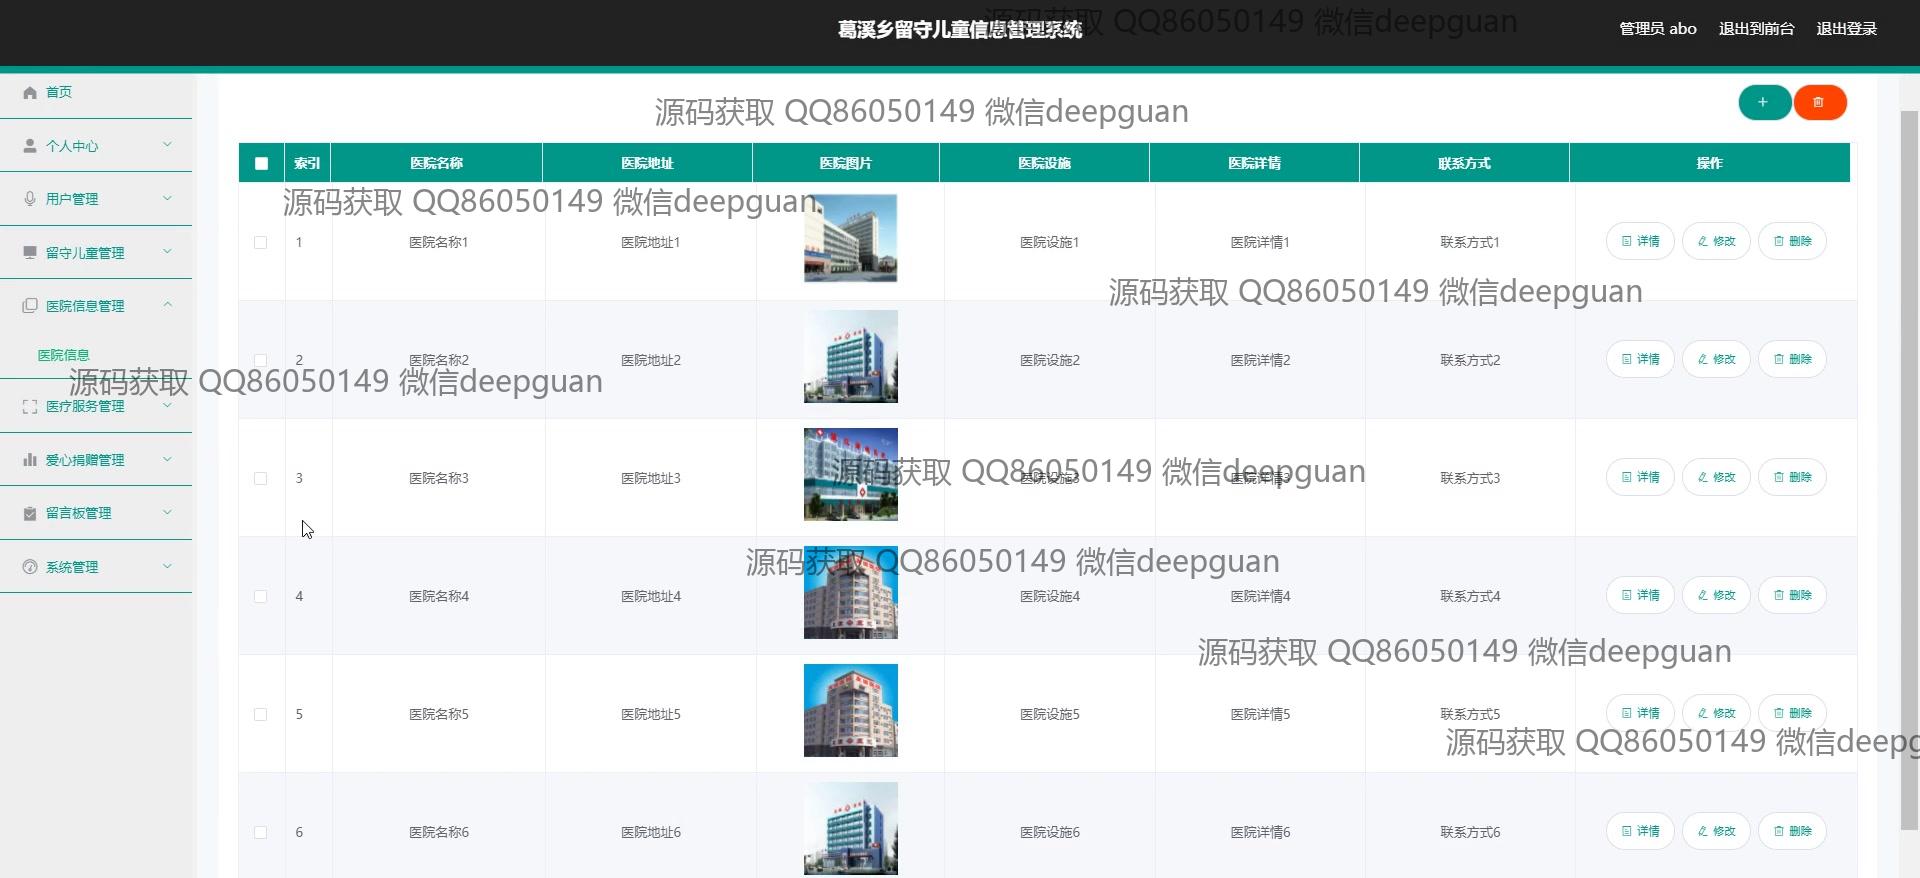 葛溪乡留守儿童信息管理系统
源码获取 QQ86050149 微信deepguan
管理员 abo 退出到前台 退出登录
首页
源码获取 QQ86050149 微信deepguan
个人中心
索引 医院名称 医院地址 医院图片 医院设施 医院详情 联系方式 操作
用户管理
源码获取 QQ86050149 微信deepguan
1 医院名称1 医院地址1 医院设施1 医院详情1 联系方式1 详情 修改 删除
留守儿童管理
源码获取 QQ86050149 微信deepguan
医院信息管理
医院信息
2 医院名称2 医院地址2 医院设施2 医院详情2 联系方式2 详情 修改 删除
源码获取 QQ86050149 微信deepguan
医疗服务管理
爱心捐赠管理
源码获取 QQ86050149 微信deepguan
3 医院名称3 医院地址3 医院设施3 医院详情3 联系方式3 详情 修改 删除
留言板管理
源码获取 QQ86050149 微信deepguan
系统管理
4 医院名称4 医院地址4 医院设施4 医院详情4 联系方式4 详情 修改 删除
源码获取 QQ86050149 微信deepguan
5 医院名称5 医院地址5 医院设施5 医院详情5 联系方式5 详情 修改 删除
源码获取 QQ86050149 微信deepg
6 医院名称6 医院地址6 医院设施6 医院详情6 联系方式6 详情 修改 删除